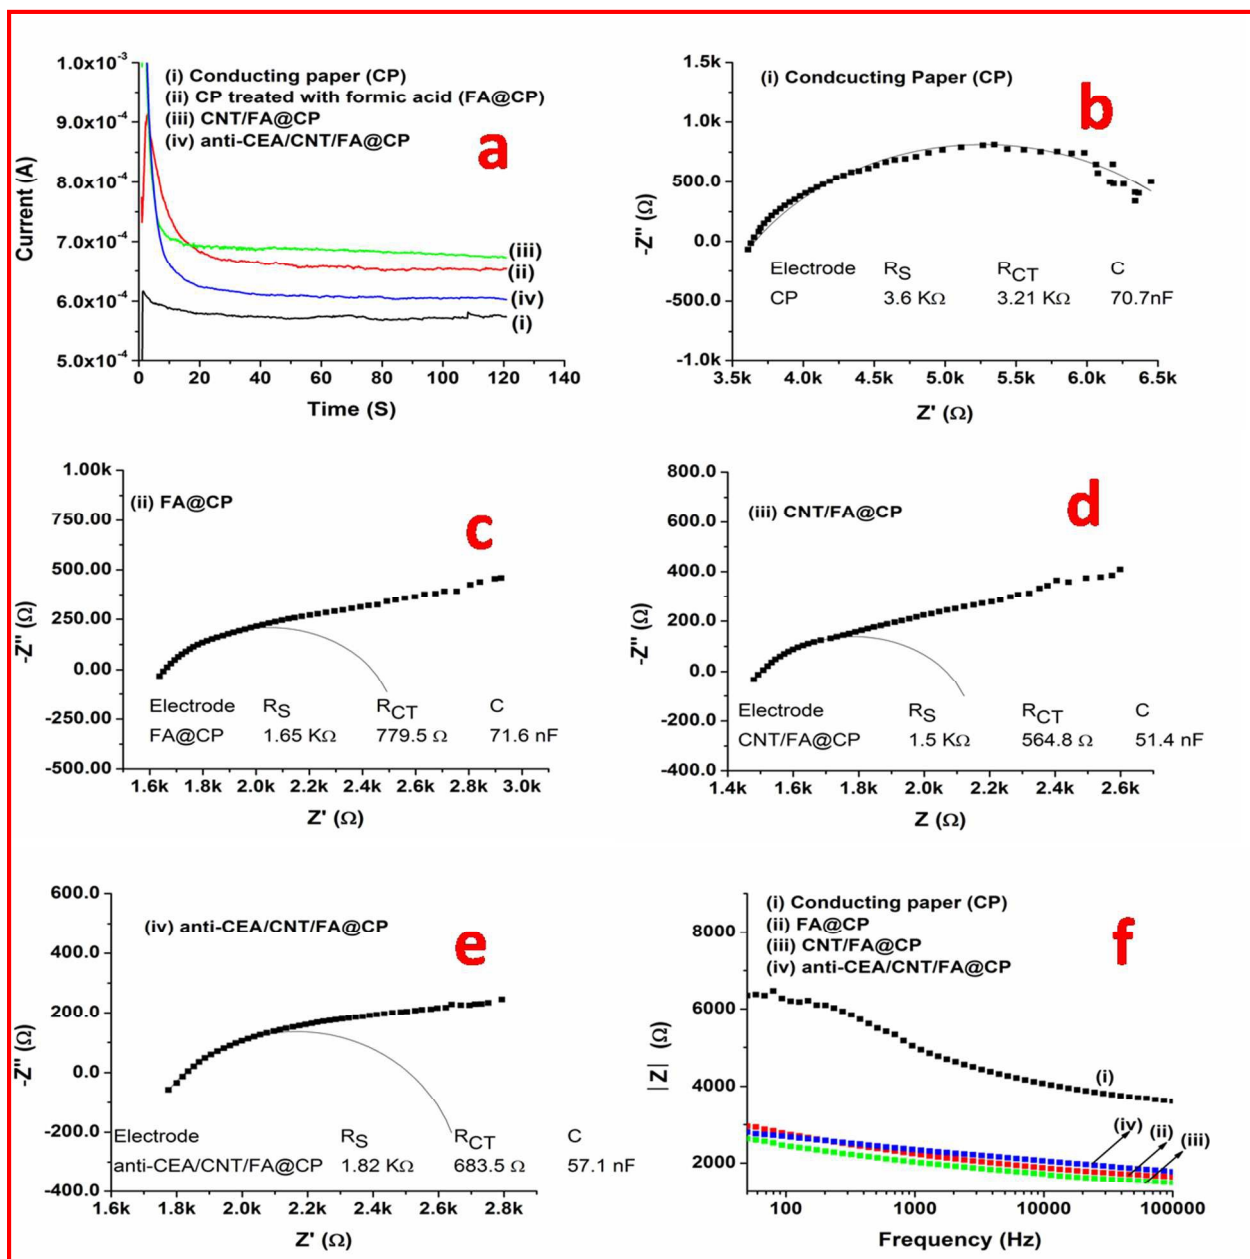 (i) Conducting paper (CP)
(ii) CP treated with formic acid (FA@CP)
(iii) CNT/FA@CP
(iv) anti-CEA/CNT/FA@CP
a
1.0x10⁻³
9.0x10⁻⁴
8.0x10⁻⁴
7.0x10⁻⁴
6.0x10⁻⁴
5.0x10⁻⁴
Current (A)
(iii)
(ii)
(iv)
(i)
0 20 40 60 80 100 120 140
Time (S)
(i) Condcucting Paper (CP)
b
1.5k
1.0k
500.0
0.0
-500.0
-1.0k
-Z" (Ω)
Electrode RS RCT C
CP 3.6 KΩ 3.21 KΩ 70.7nF
3.5k 4.0k 4.5k 5.0k 5.5k 6.0k 6.5k
Z' (Ω)
(ii) FA@CP
c
1.00k
750.00
500.00
250.00
0.00
-250.00
-500.00
-Z" (Ω)
Electrode RS RCT C
FA@CP 1.65 KΩ 779.5 Ω 71.6 nF
1.6k 1.8k 2.0k 2.2k 2.4k 2.6k 2.8k 3.0k
Z' (Ω)
(iii) CNT/FA@CP
d
800.0
600.0
400.0
200.0
0.0
-200.0
-400.0
-Z" (Ω)
Electrode RS RCT C
CNT/FA@CP 1.5 KΩ 564.8 Ω 51.4 nF
1.4k 1.6k 1.8k 2.0k 2.2k 2.4k 2.6k
Z (Ω)
(iv) anti-CEA/CNT/FA@CP
e
600.0
400.0
200.0
0.0
-200.0
-400.0
-Z" (Ω)
Electrode RS RCT C
anti-CEA/CNT/FA@CP 1.82 KΩ 683.5 Ω 57.1 nF
1.6k 1.8k 2.0k 2.2k 2.4k 2.6k 2.8k
Z' (Ω)
(i) Conducting paper (CP)
(ii) FA@CP
(iii) CNT/FA@CP
(iv) anti-CEA/CNT/FA@CP
f
8000
6000
4000
2000
|Z| (Ω)
(i)
(iv) (ii) (iii)
100 1000 10000 100000
Frequency (Hz)